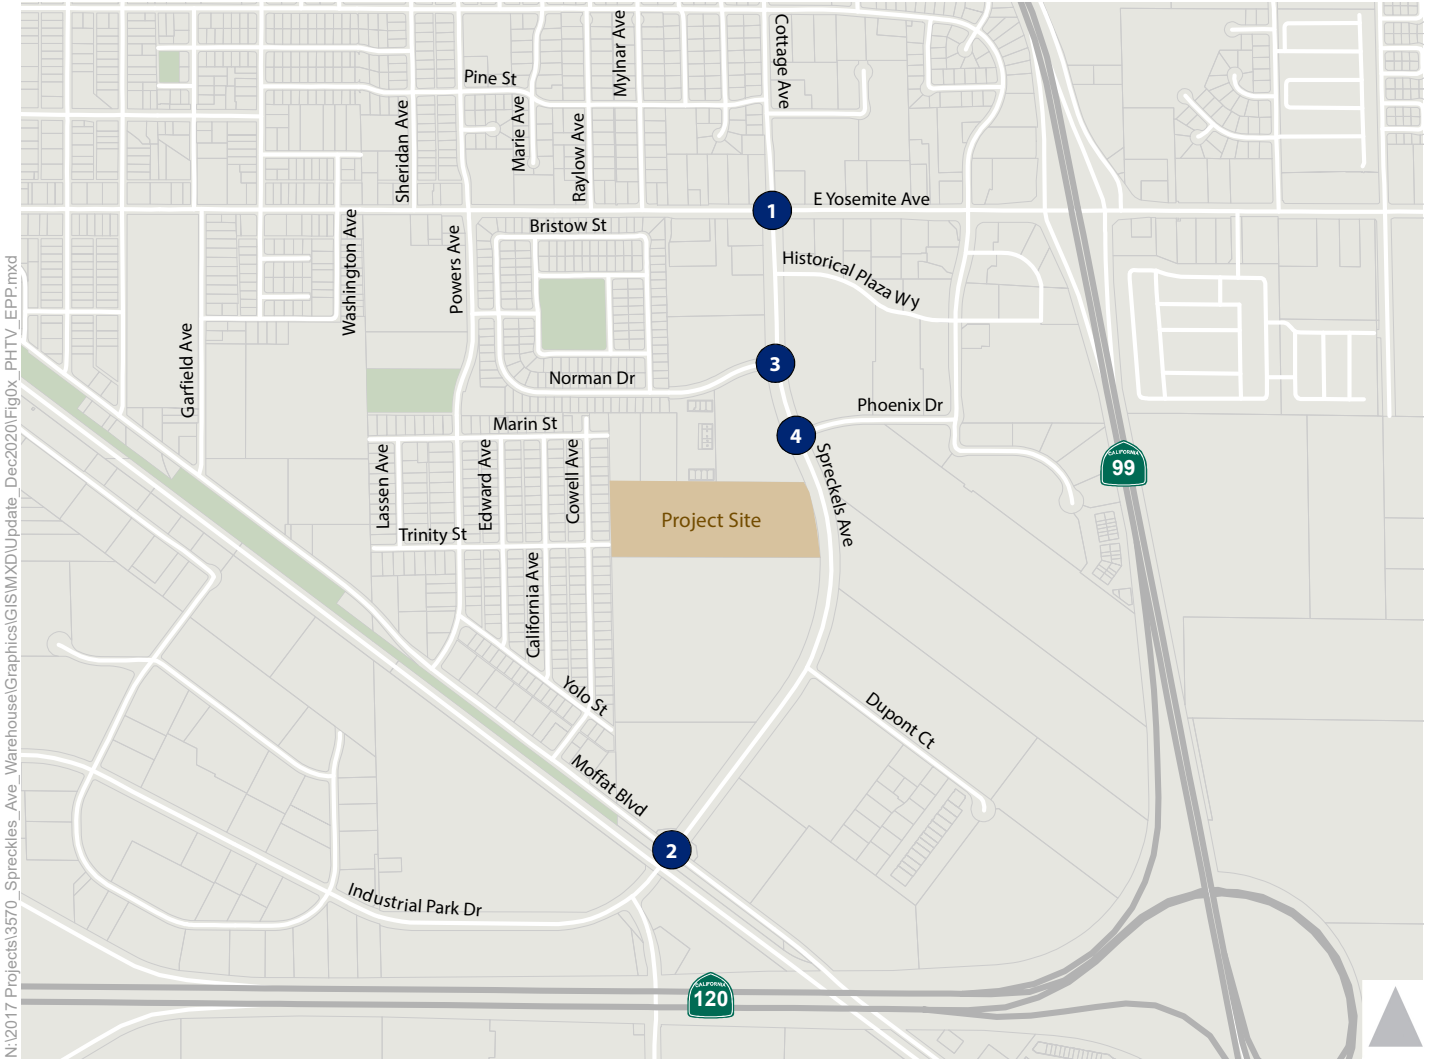 Cottage Ave
Mylnar Ave
Pine St
Marie Ave
Sheridan Ave
Raylow Ave
1
E Yosemite Ave
Washington Ave
Bristow St
Powers Ave
Historical Plaza Wy
Garfield Ave
3
Norman Dr
Phoenix Dr
Marin St
4
Spreckels Ave
Lassen Ave
Edward Ave
Cowell Ave
CALIFORNIA
99
Project Site
Trinity St
California Ave
Yolo St
Dupont Ct
Moffat Blvd
2
Industrial Park Dr
CALIFORNIA
120
N:\2017 Projects\3570_Spreckles_Ave_Warehouse\Graphics\GIS\MXD\Update_Dec2020\Fig0x_PHTV_EPP.mxd